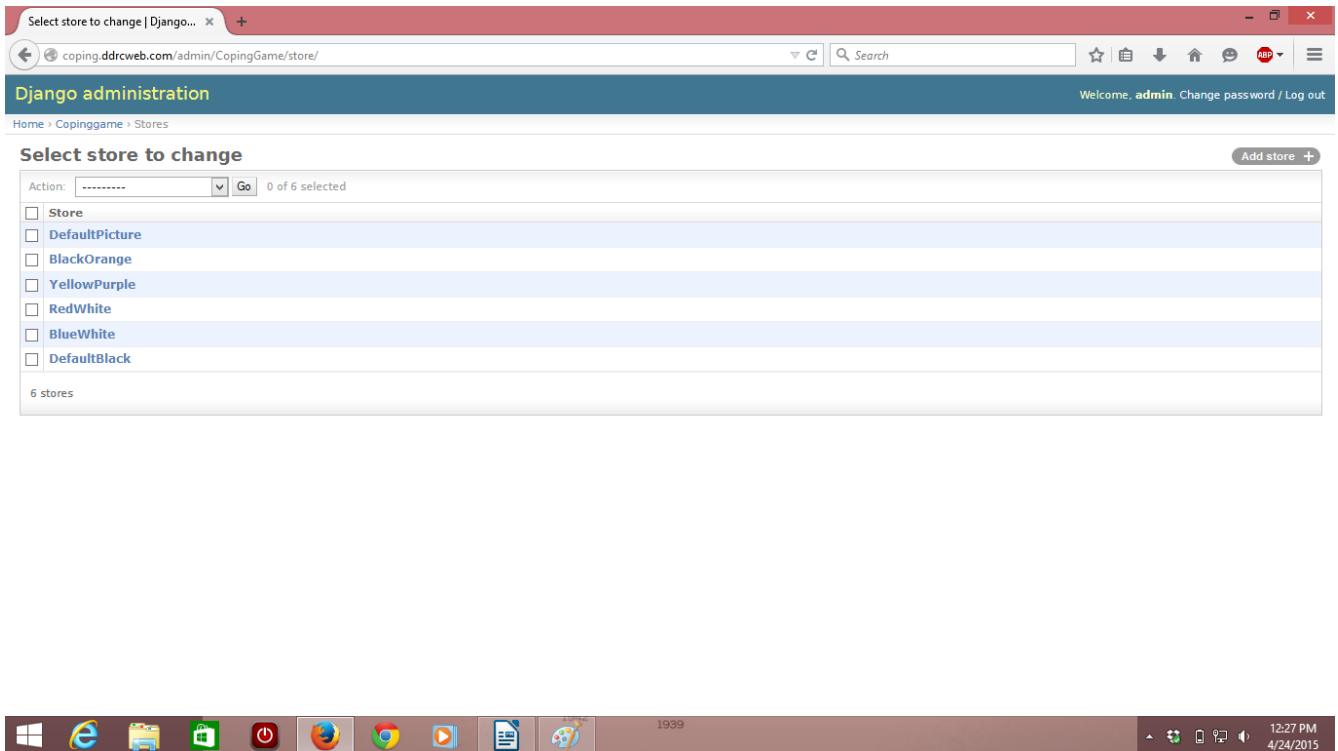 Select store to change | Django... ×
coping.ddrcweb.com/admin/CopingGame/store/
Search
ABP
Django administration
Welcome, admin. Change password / Log out
Home › Copinggame › Stores
Select store to change
Add store +
Action: --------- Go 0 of 6 selected
Store
DefaultPicture
BlackOrange
YellowPurple
RedWhite
BlueWhite
DefaultBlack
6 stores
1939
12:27 PM
4/24/2015